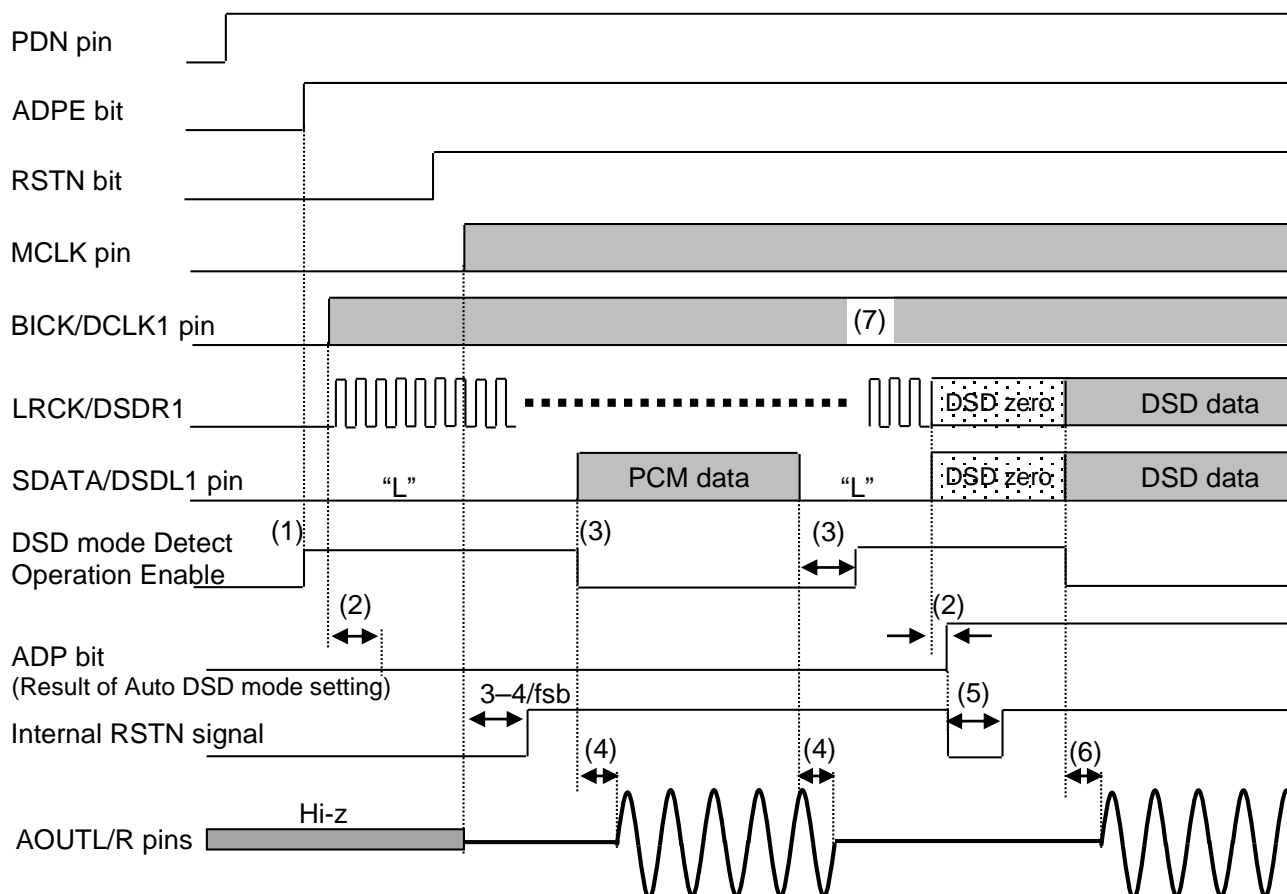 PDN pin
ADPE bit
RSTN bit
MCLK pin
BICK/DCLK1 pin
(7)
LRCK/DSDR1
DSD zero
DSD data
SDATA/DSDL1 pin
“L”
PCM data
“L”
DSD zero
DSD data
DSD mode Detect
Operation Enable
(1)
(3)
(3)
(2)
(2)
ADP bit
(Result of Auto DSD mode setting)
3–4/fsb
(5)
Internal RSTN signal
(4)
(4)
(6)
Hi-z
AOUTL/R pins